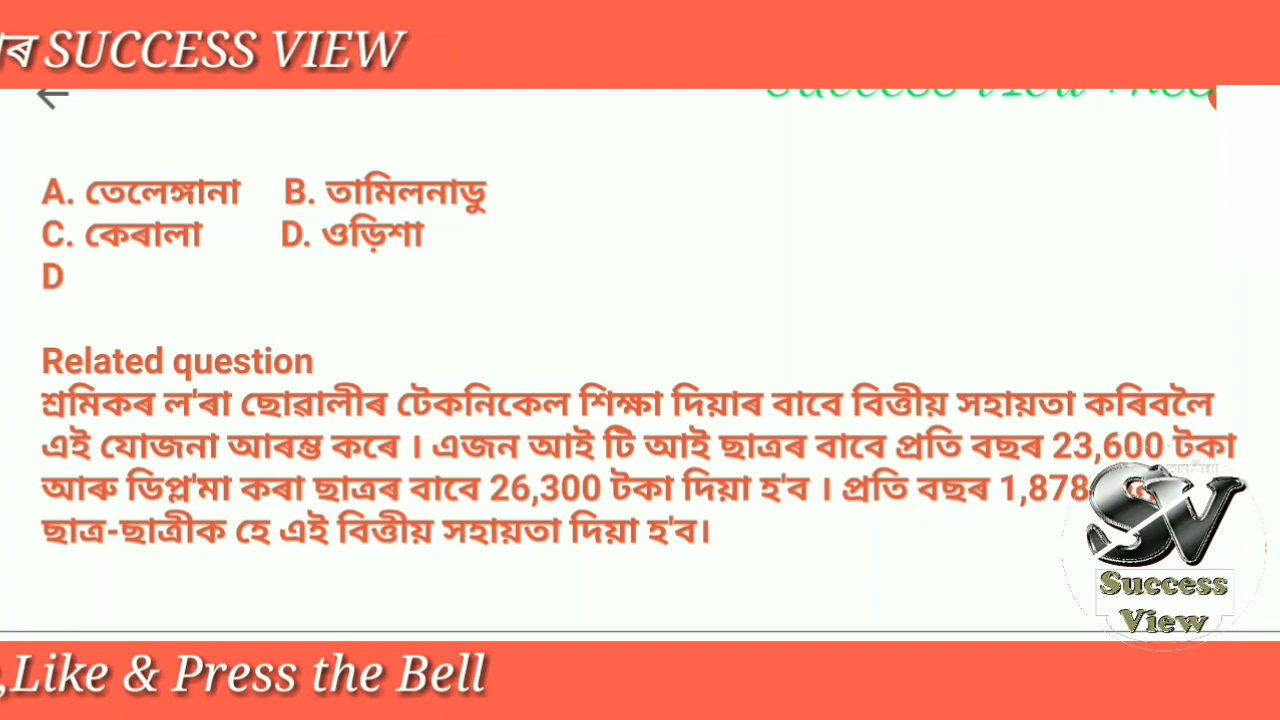 SUCCESS VIEW
A. তেলেঙ্গানা B. তামিলনাডু
C. কেৰালা D. ওড়িশা
D
Related question
শ্ৰমিকৰ ল'ৰা ছোৱালীৰ টেকনিকেল শিক্ষা দিয়াৰ বাবে বিত্তীয় সহায়তা কৰিবলৈ
এই যোজনা আৰম্ভ কৰে । এজন আই টি আই ছাত্ৰৰ বাবে প্ৰতি বছৰ 23,600 টকা
আৰু ডিপ্ল'মা কৰা ছাত্ৰৰ বাবে 26,300 টকা দিয়া হ'ব । প্ৰতি বছৰ 1,878
ছাত্ৰ-ছাত্ৰীক হে এই বিত্তীয় সহায়তা দিয়া হ'ব।
SV
Success
View
,Like & Press the Bell